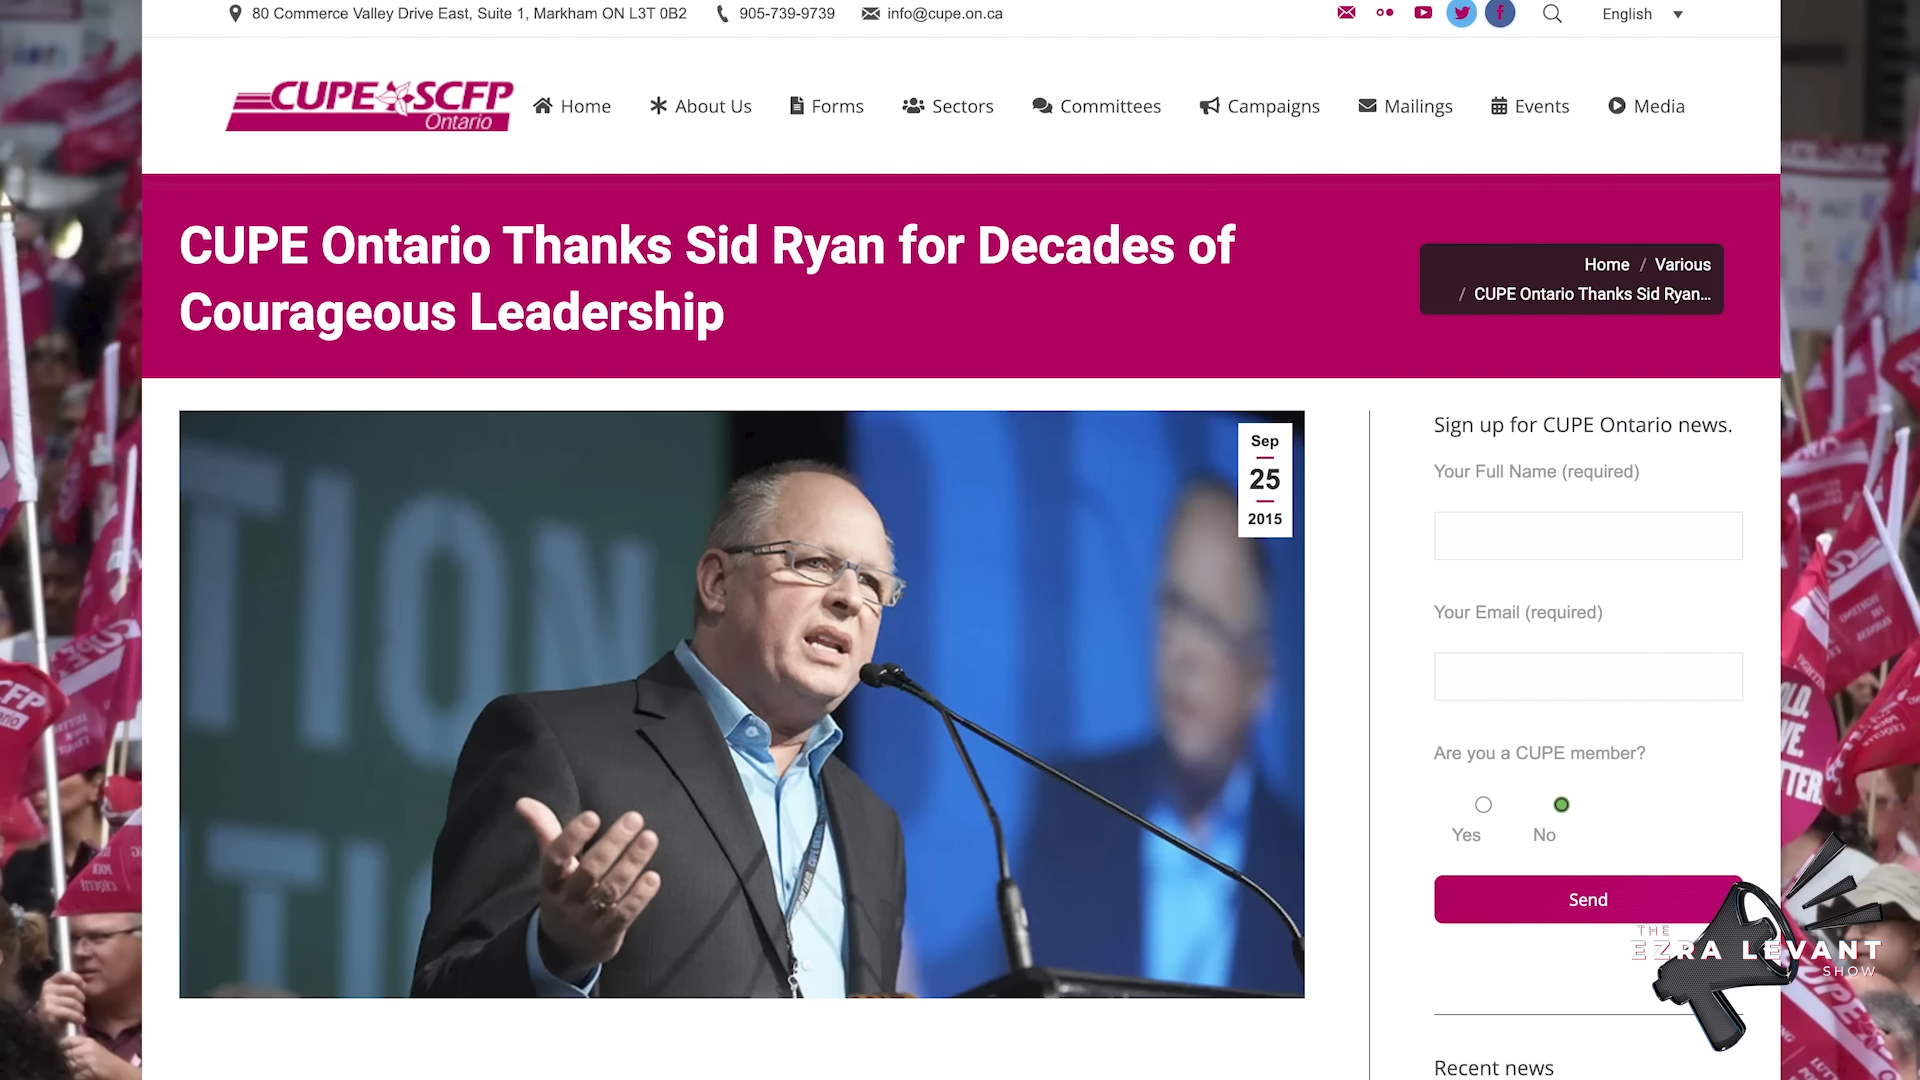 80 Commerce Valley Drive East, Suite 1, Markham ON L3T 0B2
905-739-9739
info@cupe.on.ca
English
CUPE SCFP
Ontario
Home
About Us
Forms
Sectors
Committees
Campaigns
Mailings
Events
Media
CUPE Ontario Thanks Sid Ryan for Decades of
Courageous Leadership
Home / Various
/ CUPE Ontario Thanks Sid Ryan...
TION
Sep
25
2015
Sign up for CUPE Ontario news.
Your Full Name (required)
Your Email (required)
Are you a CUPE member?
Yes
No
Send
THE
EZRA LEVANT
SHOW
Recent news